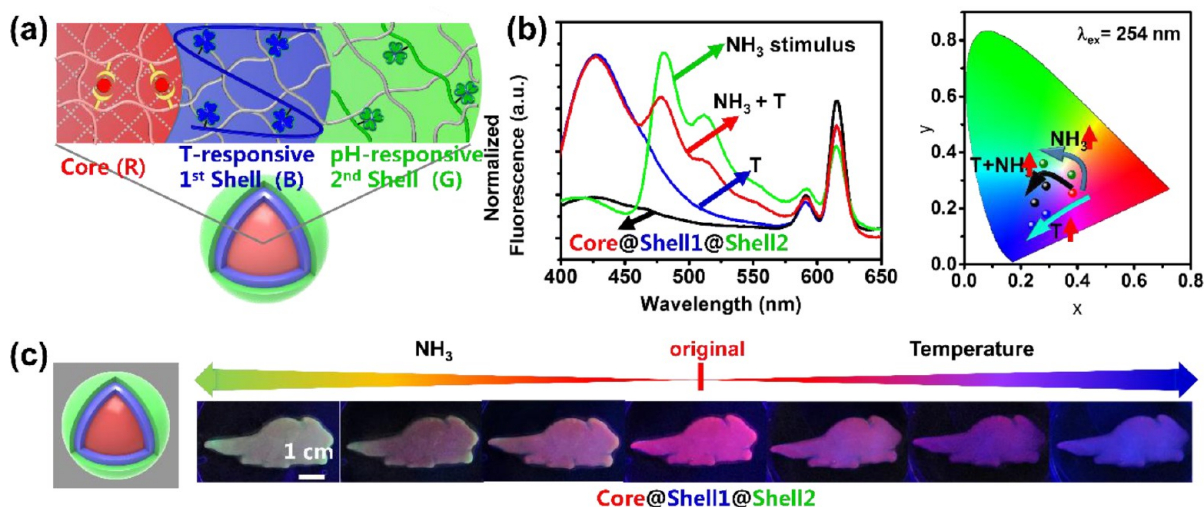 (a)
Core (R)
T-responsive
1st Shell (B)
pH-responsive
2nd Shell (G)
(b)
Normalized
Fluorescence (a.u.)
NH3 stimulus
NH3 + T
T
Core@Shell1@Shell2
400 450 500 550 600 650
Wavelength (nm)
λex= 254 nm
y
0.8
0.6
0.4
0.2
0.0
NH3
T+NH
T
0.0 0.2 0.4 0.6 0.8
x
(c)
NH3
original
Temperature
1 cm
Core@Shell1@Shell2